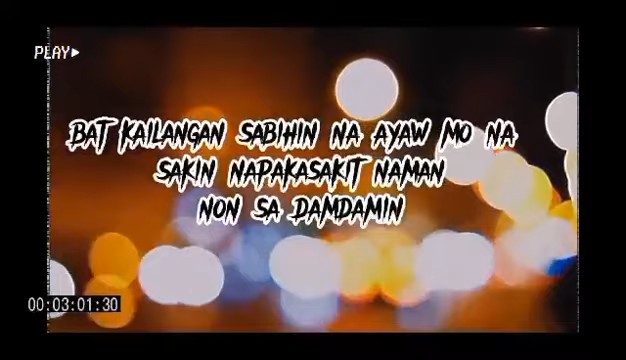 PLAY
BAT KAILANGAN SABIHIN NA AYAW MO NA
SAKIN NAPAKASAKIT NAMAN
NON SA DAMDAMIN
00:03:01:30